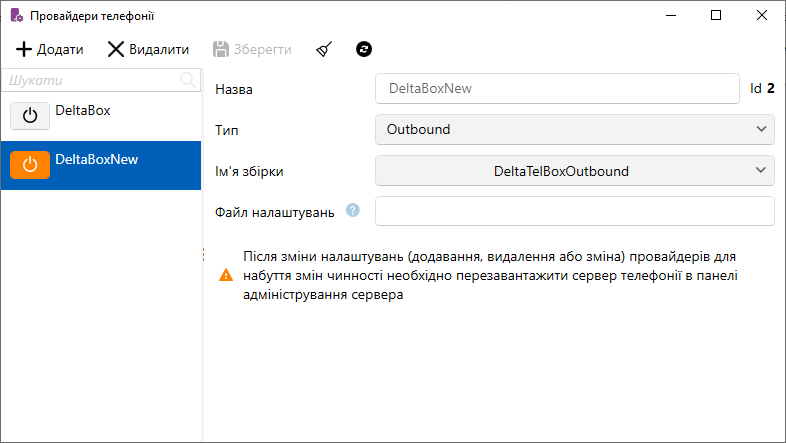 Провайдери телефонії
Додати Видалити Зберегти
Шукати
DeltaBox
DeltaBoxNew
Назва DeltaBoxNew Id 2
Тип Outbound
Ім'я збірки DeltaTelBoxOutbound
Файл налаштувань ?
Після зміни налаштувань (додавання, видалення або зміна) провайдерів для
набуття змін чинності необхідно перезавантажити сервер телефонії в панелі
адміністрування сервера